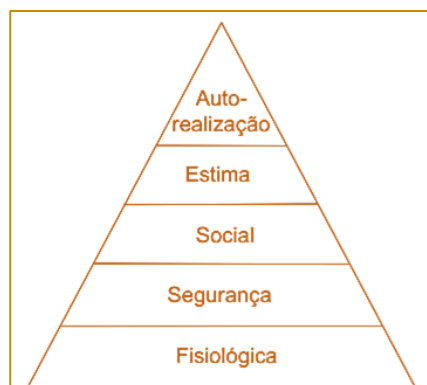 Auto-
realização
Estima
Social
Segurança
Fisiológica